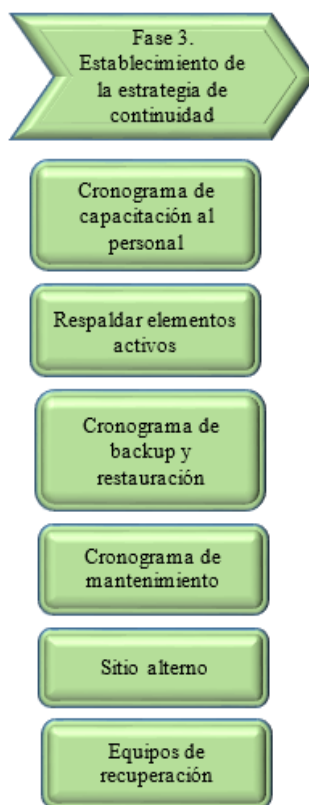 Fase 3.
Establecimiento de
la estrategia de
continuidad
Cronograma de
capacitación al
personal
Respaldar elementos
activos
Cronograma de
backup y
restauración
Cronograma de
mantenimiento
Sitio alterno
Equipos de
recuperación